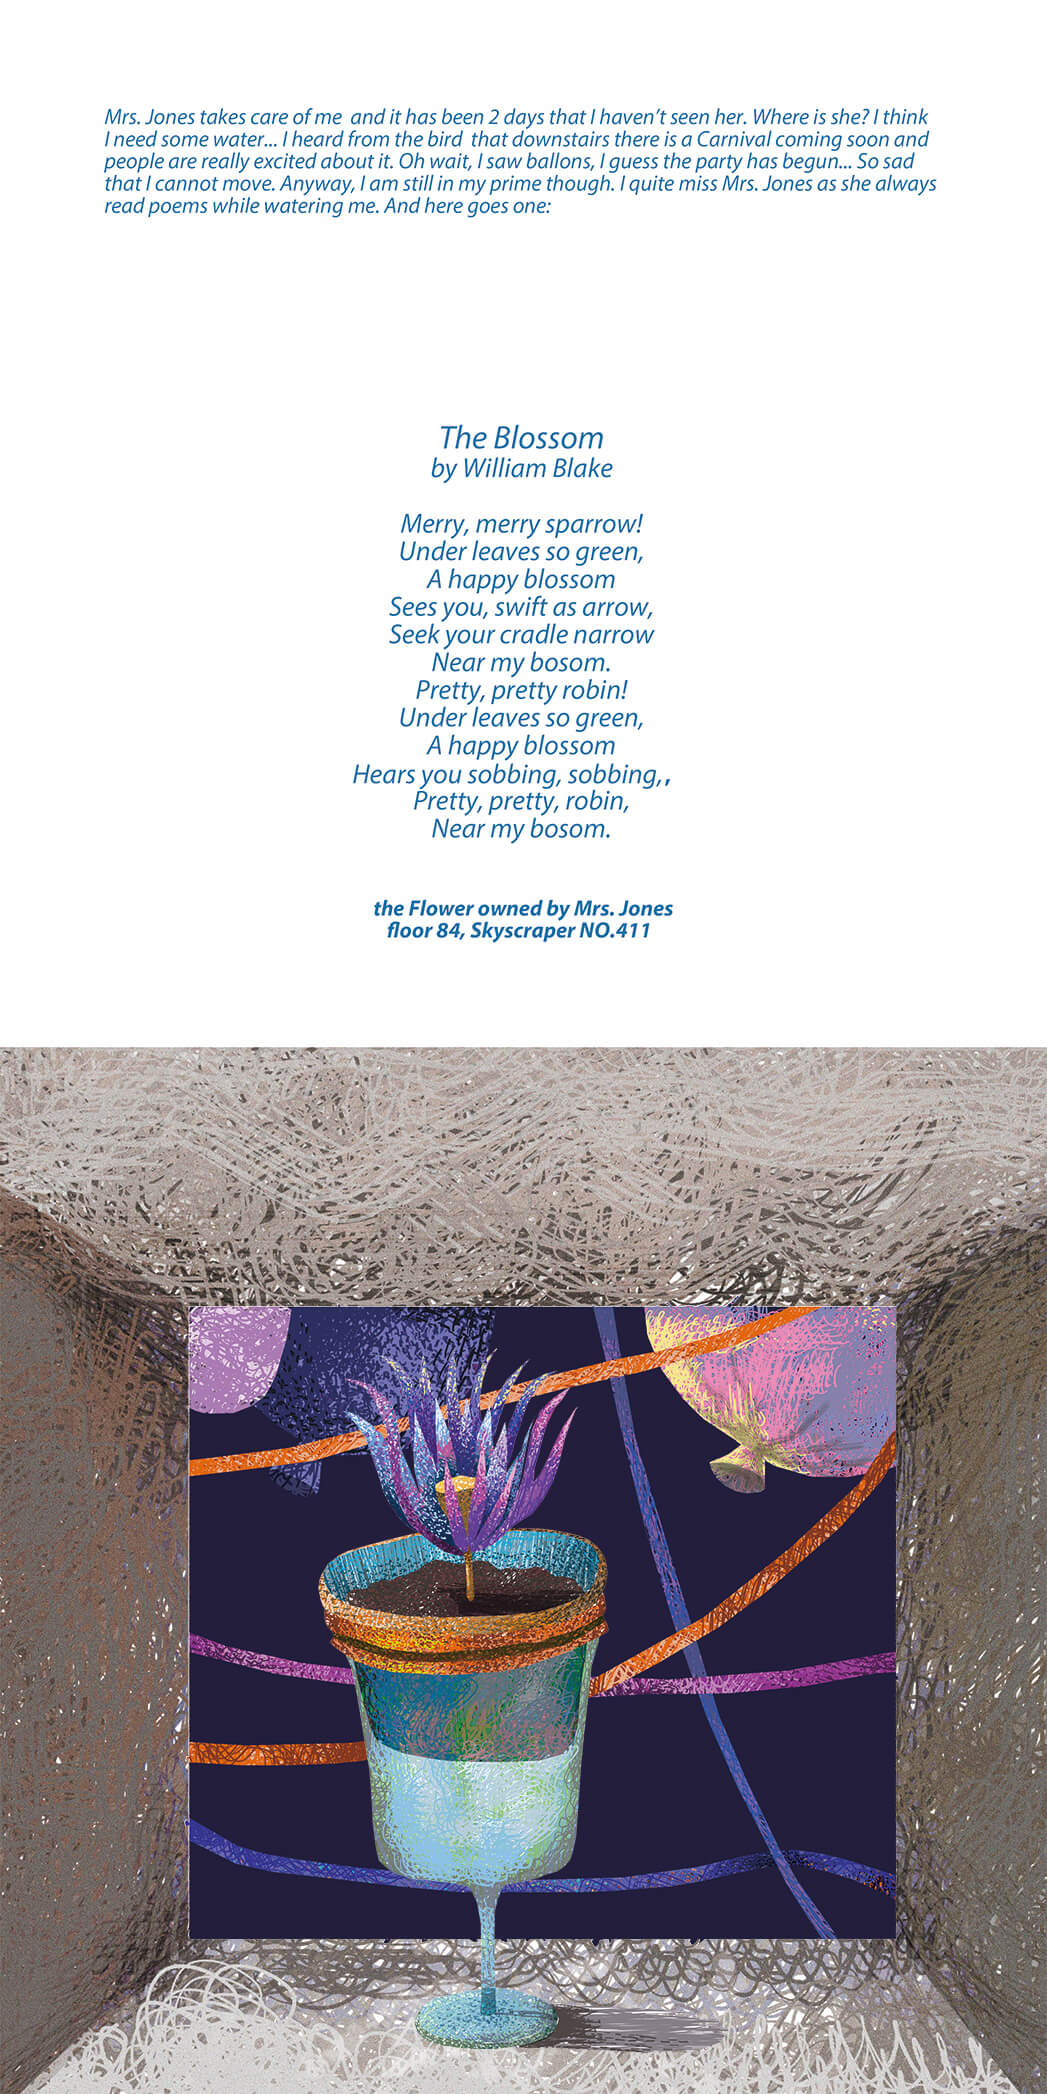 Mrs. Jones takes care of me and it has been 2 days that I haven’t seen her. Where is she? I think
I need some water... I heard from the bird that downstairs there is a Carnival coming soon and
people are really excited about it. Oh wait, I saw ballons, I guess the party has begun... So sad
that I cannot move. Anyway, I am still in my prime though. I quite miss Mrs. Jones as she always
read poems while watering me. And here goes one:
The Blossom
by William Blake
Merry, merry sparrow!
Under leaves so green,
A happy blossom
Sees you, swift as arrow,
Seek your cradle narrow
Near my bosom.
Pretty, pretty robin!
Under leaves so green,
A happy blossom
Hears you sobbing, sobbing,,
Pretty, pretty, robin,
Near my bosom.
the Flower owned by Mrs. Jones
floor 84, Skyscraper NO.411